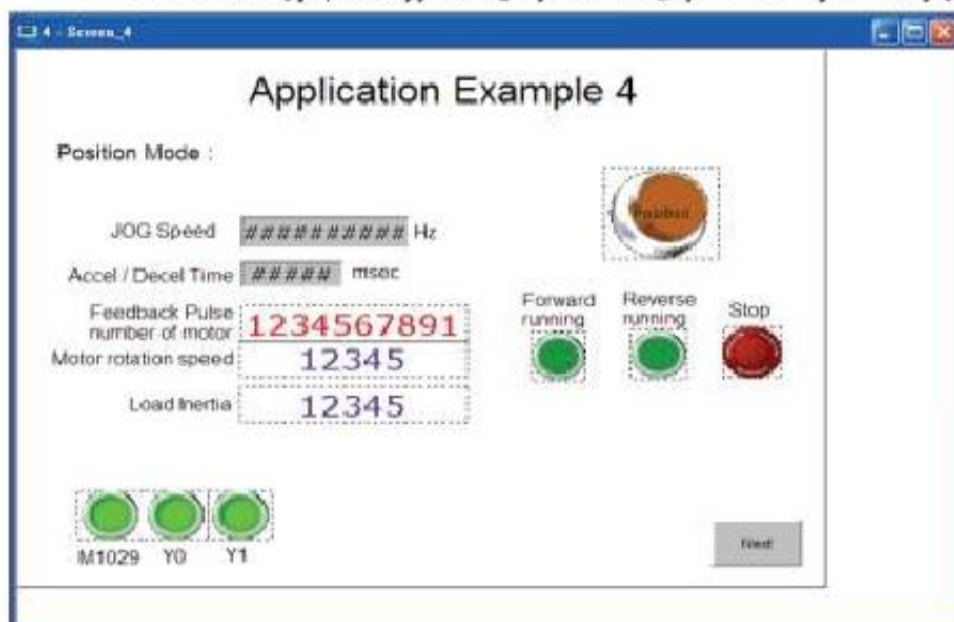 4 - Screen_4
Application Example 4
Position Mode :
JOG Speed ########## Hz
Accel / Decel Time ##### msec
Feedback Pulse
number of motor 1234567891
Motor rotation speed 12345
Load Inertia 12345
Position
Forward
running
Reverse
running
Stop
M1029 Y0 Y1
Next